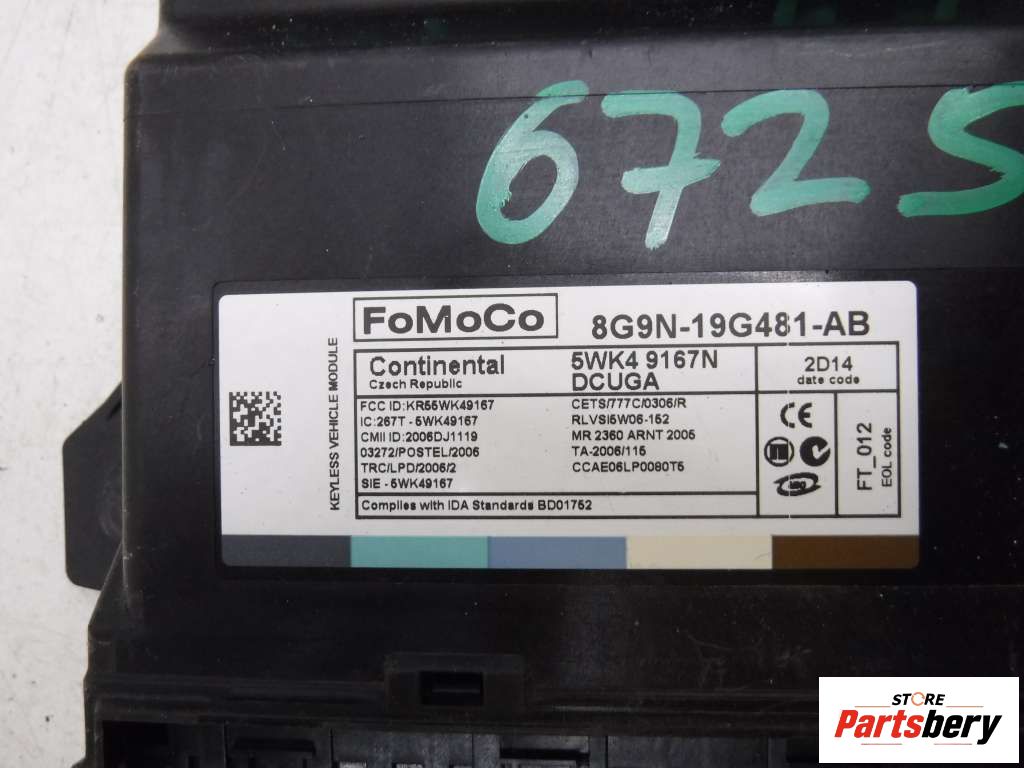 672S
FoMoCo
8G9N-19G481-AB
KEYLESS VEHICLE MODULE
Continental
Czech Republic
5WK4 9167N
DCUGA
2D14
date code
FCC ID:KR55WK49167
IC:267T - 5WK49167
CMII ID:2006DJ1119
03272/POSTEL/2006
TRC/LPD/2006/2
SIE - 5WK49167
CETS/777C/0306/R
RLVSI5W06-152
MR 2360 ARNT 2005
TA-2006/115
CCAE06LP0080T5
CE
FT_012
EOL code
Complies with IDA Standards BD01752
STORE
Partsbery